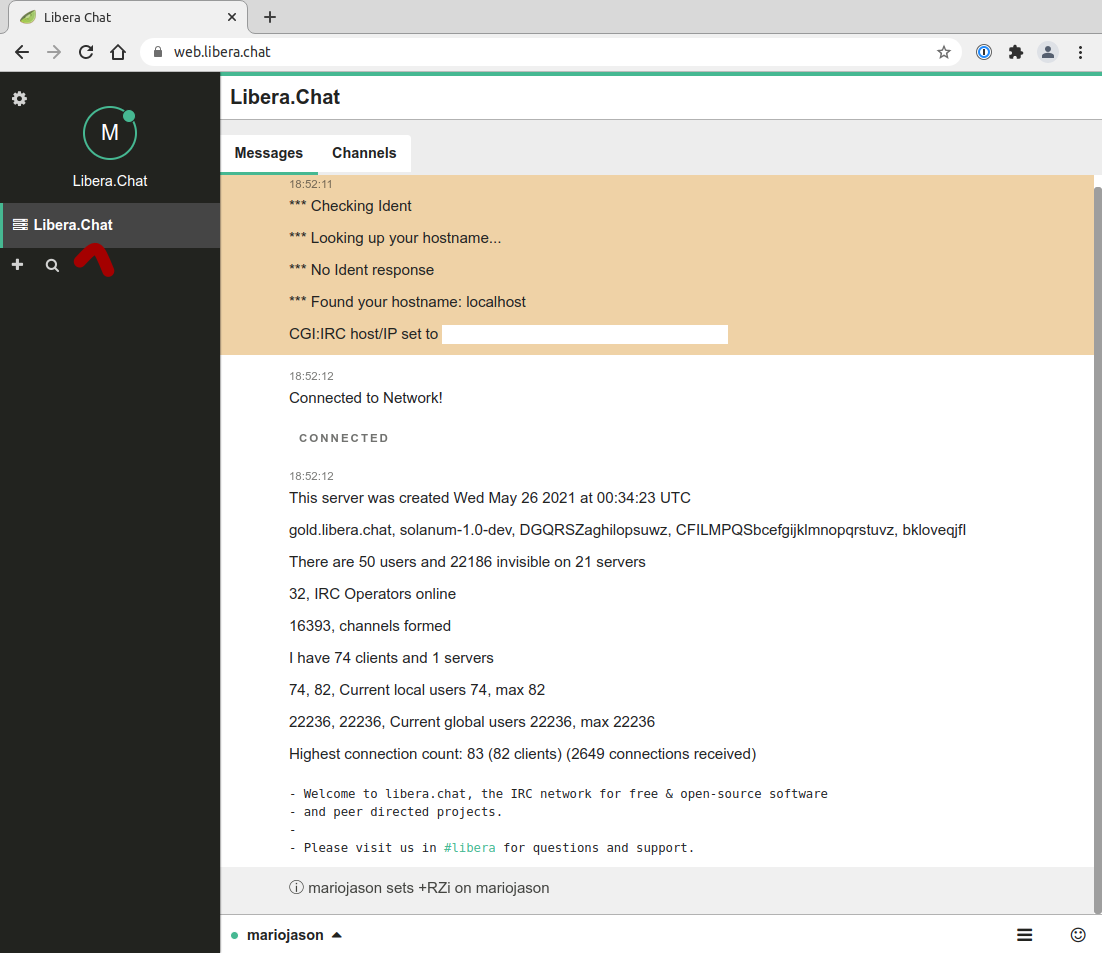 Libera Chat
web.libera.chat
M
Libera.Chat
Libera.Chat
Libera.Chat
Messages
Channels
18:52:11
*** Checking Ident
*** Looking up your hostname...
*** No Ident response
*** Found your hostname: localhost
CGI:IRC host/IP set to
18:52:12
Connected to Network!
CONNECTED
18:52:12
This server was created Wed May 26 2021 at 00:34:23 UTC
gold.libera.chat, solanum-1.0-dev, DGQRSZaghilopsuwz, CFILMPQSbcefgijklmnopqrstuvz, bkloveqjfI
There are 50 users and 22186 invisible on 21 servers
32, IRC Operators online
16393, channels formed
I have 74 clients and 1 servers
74, 82, Current local users 74, max 82
22236, 22236, Current global users 22236, max 22236
Highest connection count: 83 (82 clients) (2649 connections received)
- Welcome to libera.chat, the IRC network for free & open-source software
- and peer directed projects.
-
- Please visit us in #libera for questions and support.
mariojason sets +RZi on mariojason
mariojason